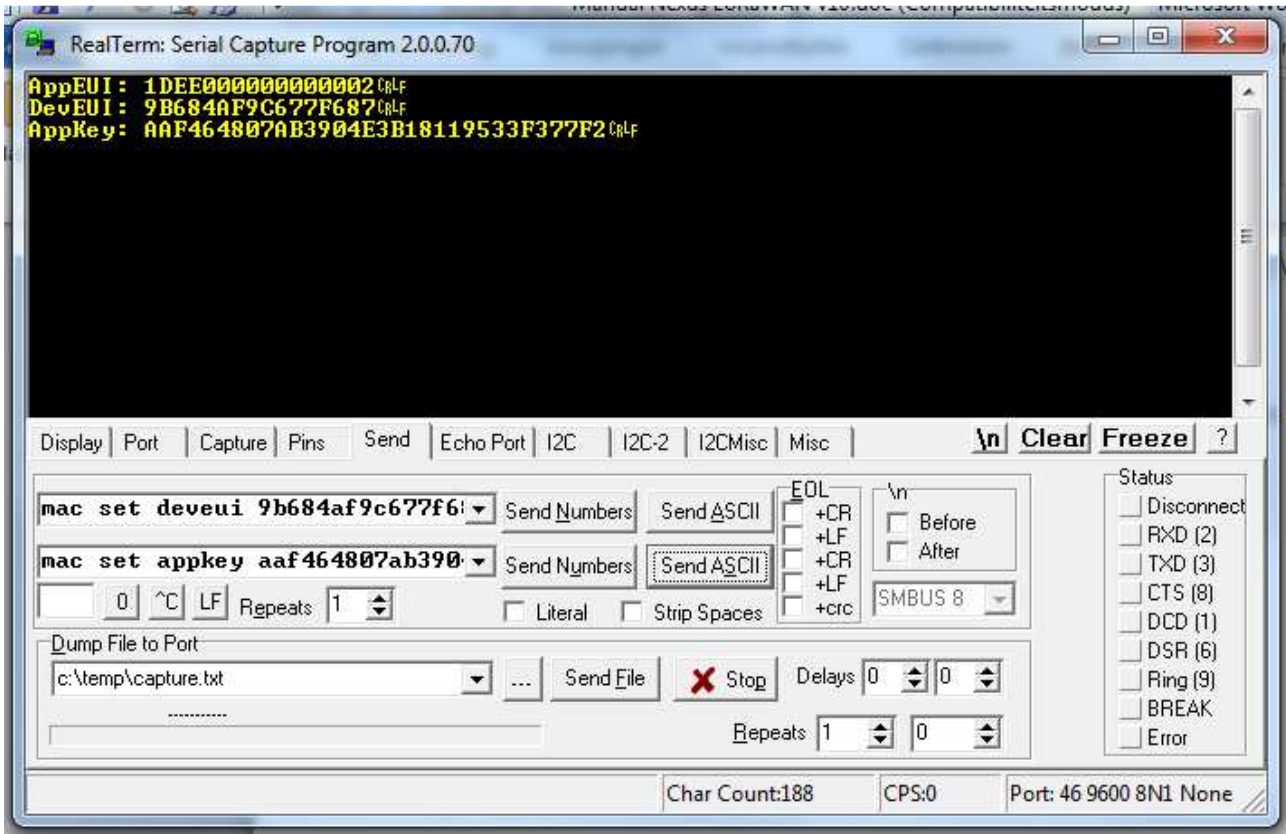 RealTerm: Serial Capture Program 2.0.0.70
AppEUI: 1DEE000000000002CRLF
DevEUI: 9B684AF9C677F687CRLF
AppKey: AAF464807AB3904E3B18119533F377F2CRLF
Display Port Capture Pins Send Echo Port I2C I2C-2 I2CMisc Misc \n Clear Freeze ?
mac set deveui 9b684af9c677f6 Send Numbers Send ASCII
mac set appkey aaf464807ab390 Send Numbers Send ASCII
0 ^C LF Repeats 1 Literal Strip Spaces
EOL
+CR
+LF
+CR
+LF
+crc
\n
Before
After
SMBUS 8
Dump File to Port
c:\temp\capture.txt ... Send File Stop Delays 0 0
Repeats 1 0
Status
Disconnect
RXD (2)
TXD (3)
CTS (8)
DCD (1)
DSR (6)
Ring (9)
BREAK
Error
Char Count:188 CPS:0 Port: 46 9600 8N1 None